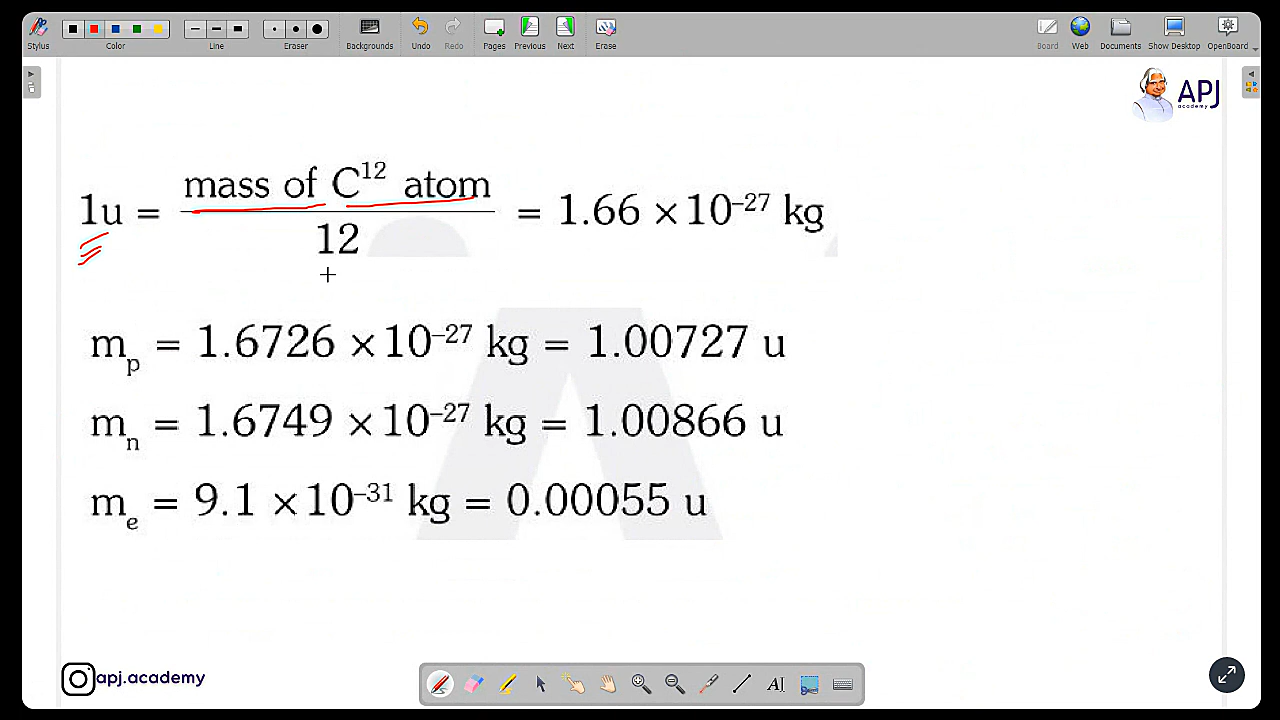 Stylus Color Line Eraser Backgrounds Undo Redo Pages Previous Next Erase Board Web Documents Show Desktop OpenBoard
APJ
academy
1u = mass of C¹² atom / 12 = 1.66 ×10⁻²⁷ kg
mₚ = 1.6726 ×10⁻²⁷ kg = 1.00727 u
mₙ = 1.6749 ×10⁻²⁷ kg = 1.00866 u
mₑ = 9.1 ×10⁻³¹ kg = 0.00055 u
apj.academy